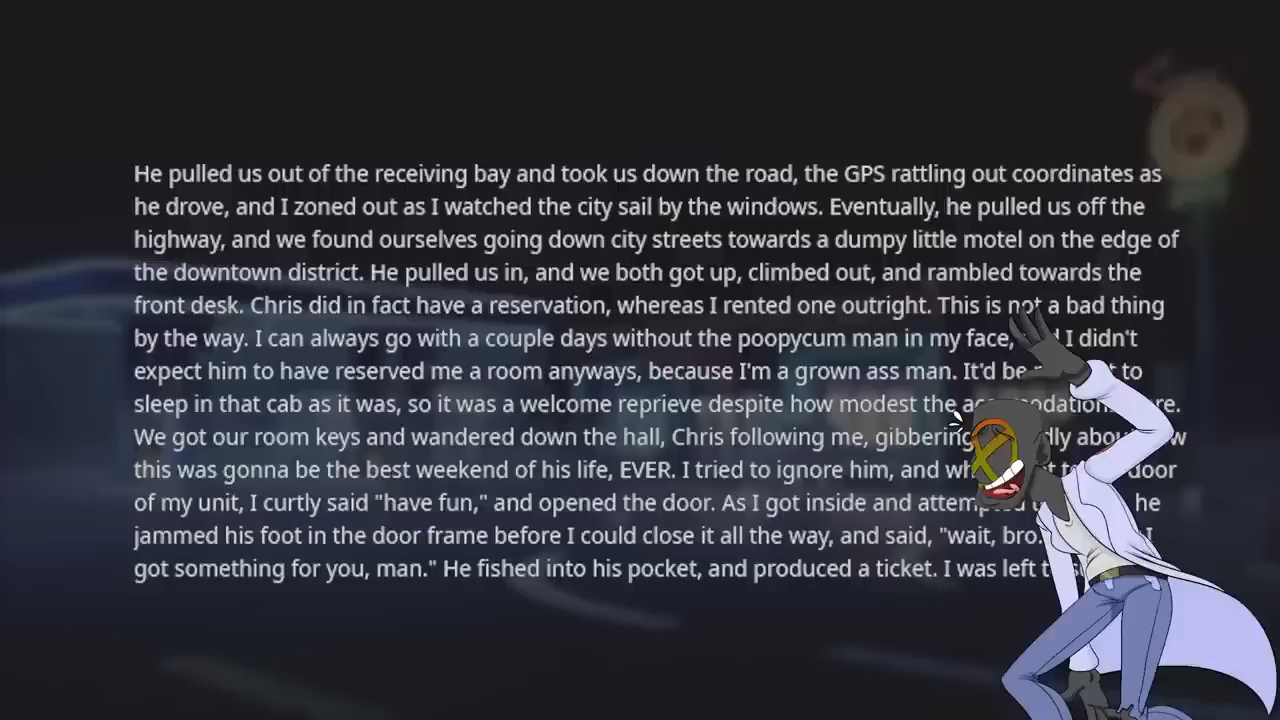 He pulled us out of the receiving bay and took us down the road, the GPS rattling out coordinates as
he drove, and I zoned out as I watched the city sail by the windows. Eventually, he pulled us off the
highway, and we found ourselves going down city streets towards a dumpy little motel on the edge of
the downtown district. He pulled us in, and we both got up, climbed out, and rambled towards the
front desk. Chris did in fact have a reservation, whereas I rented one outright. This is not a bad thing
by the way. I can always go with a couple days without the poopycum man in my face, I didn't
expect him to have reserved me a room anyways, because I'm a grown ass man. It'd be to
sleep in that cab as it was, so it was a welcome reprieve despite how modest the
We got our room keys and wandered down the hall, Chris following me, gibbering
this was gonna be the best weekend of his life, EVER. I tried to ignore him, and door
of my unit, I curtly said "have fun," and opened the door. As I got inside and he
jammed his foot in the door frame before I could close it all the way, and said, "wait, bro. I
got something for you, man." He fished into his pocket, and produced a ticket. I was left